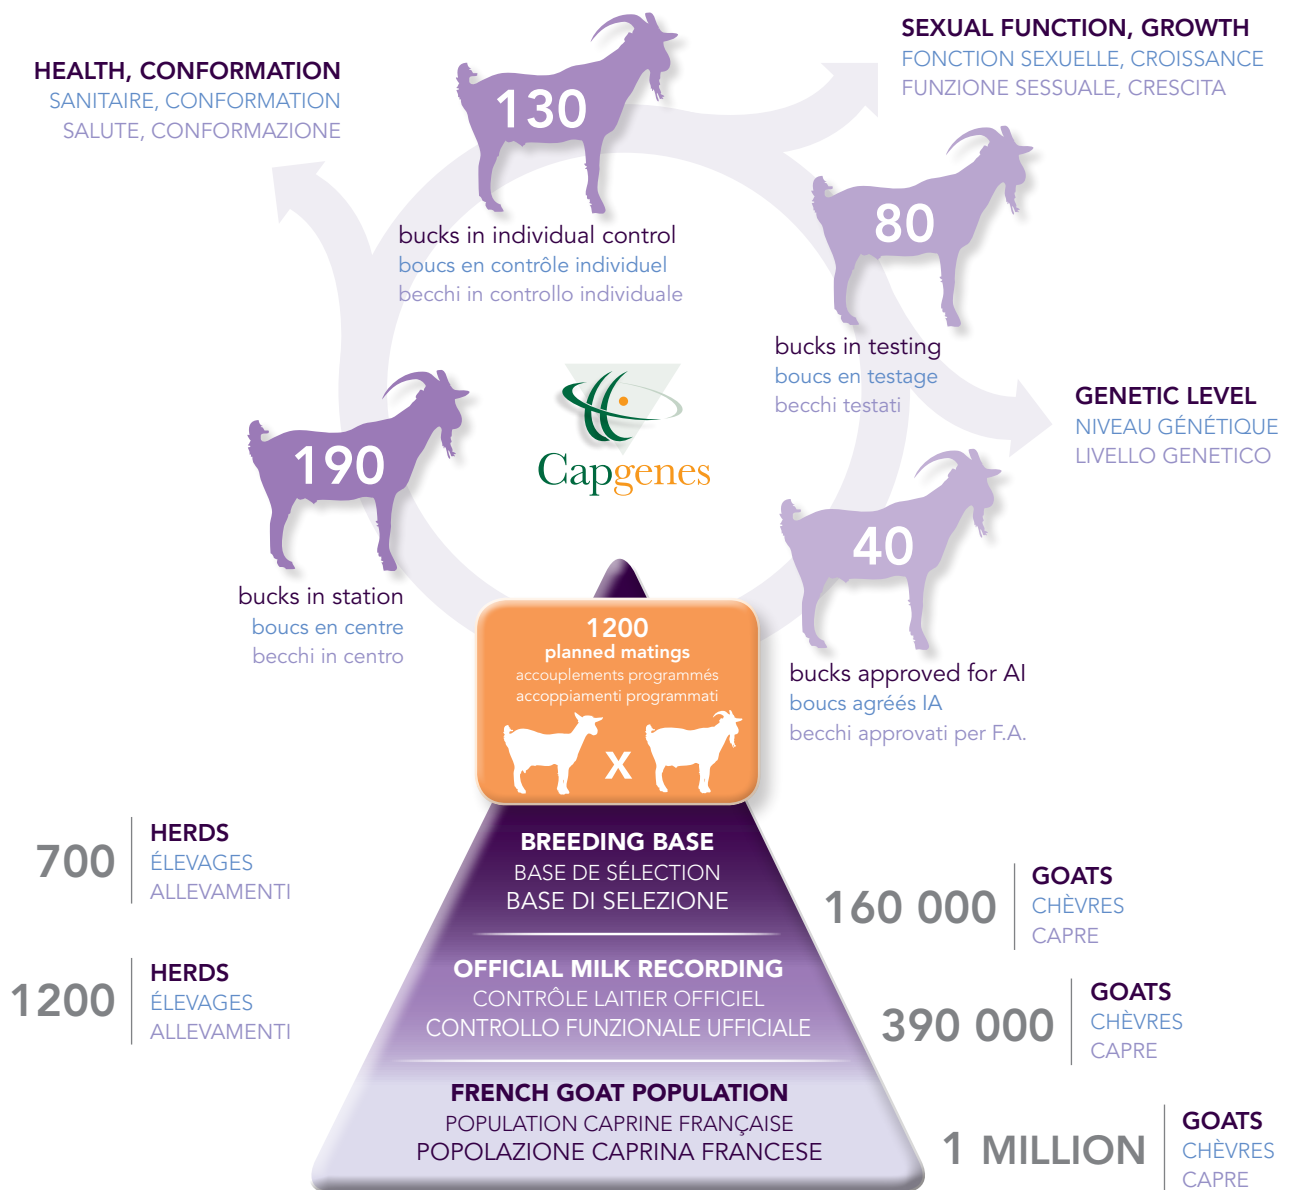 SEXUAL FUNCTION, GROWTH
FONCTION SEXUELLE, CROISSANCE
FUNZIONE SESSUALE, CRESCITA
HEALTH, CONFORMATION
SANITAIRE, CONFORMATION
SALUTE, CONFORMAZIONE
130
bucks in individual control
boucs en contrôle individuel
becchi in controllo individuale
80
bucks in testing
boucs en testage
becchi testati
GENETIC LEVEL
NIVEAU GÉNÉTIQUE
LIVELLO GENETICO
Capgenes
190
bucks in station
boucs en centre
becchi in centro
40
bucks approved for AI
boucs agréés IA
becchi approvati per F.A.
1200
planned matings
accouplements programmés
accoppiamenti programmati
X
700
HERDS
ÉLEVAGES
ALLEVAMENTI
BREEDING BASE
BASE DE SÉLECTION
BASE DI SELEZIONE
160 000
GOATS
CHÈVRES
CAPRE
1200
HERDS
ÉLEVAGES
ALLEVAMENTI
OFFICIAL MILK RECORDING
CONTRÔLE LAITIER OFFICIEL
CONTROLLO FUNZIONALE UFFICIALE
390 000
GOATS
CHÈVRES
CAPRE
FRENCH GOAT POPULATION
POPULATION CAPRINE FRANÇAISE
POPOLAZIONE CAPRINA FRANCESE
1 MILLION
GOATS
CHÈVRES
CAPRE